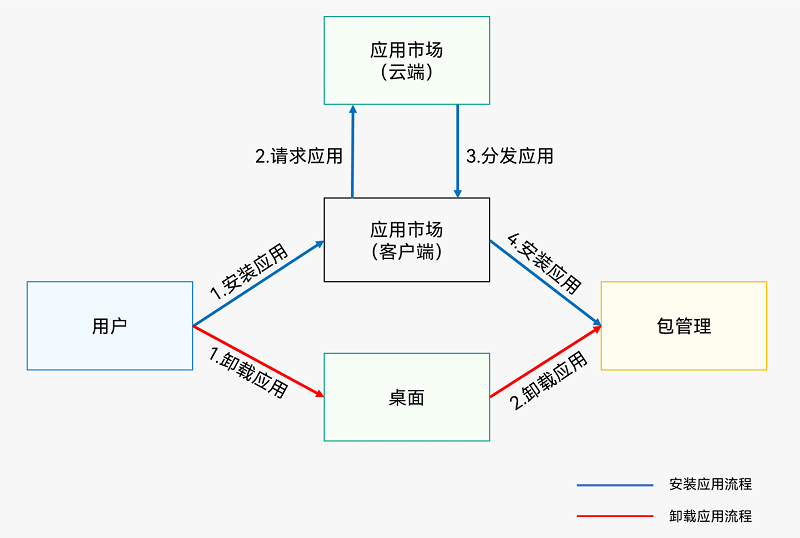 应用市场
（云端）
2.请求应用
3.分发应用
应用市场
（客户端）
1.安装应用
4.安装应用
用户
包管理
1.卸载应用
桌面
2.卸载应用
安装应用流程
卸载应用流程